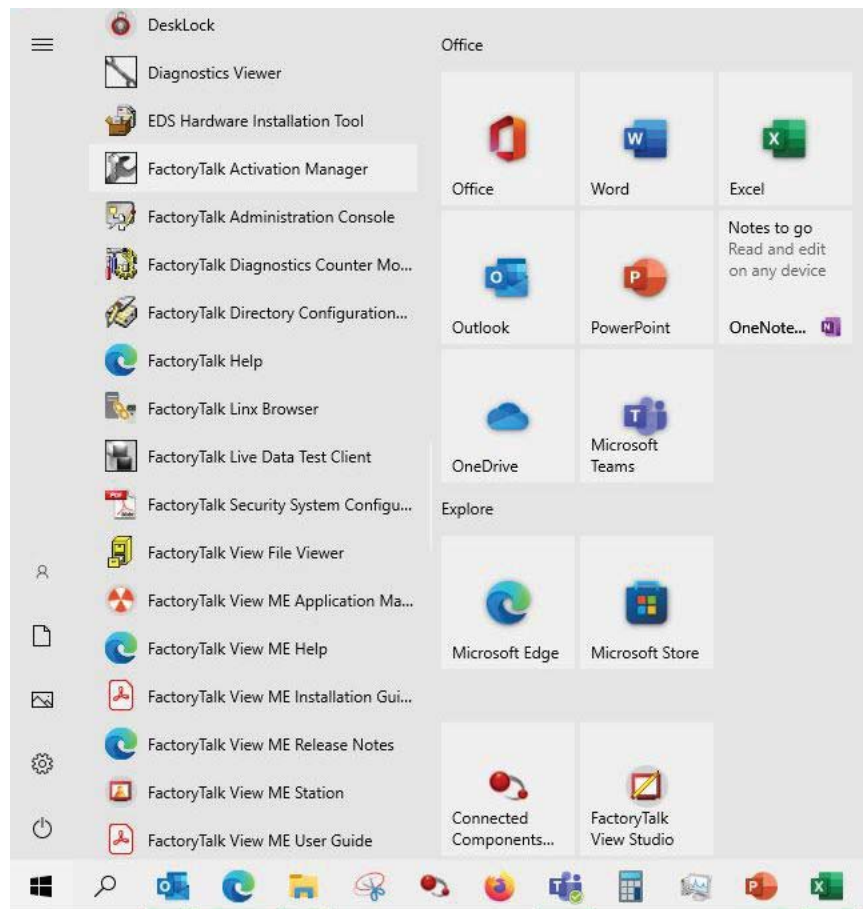 DeskLock
Diagnostics Viewer
EDS Hardware Installation Tool
FactoryTalk Activation Manager
FactoryTalk Administration Console
FactoryTalk Diagnostics Counter Mo...
FactoryTalk Directory Configuration...
FactoryTalk Help
FactoryTalk Linx Browser
FactoryTalk Live Data Test Client
FactoryTalk Security System Configu...
FactoryTalk View File Viewer
FactoryTalk View ME Application Ma...
FactoryTalk View ME Help
FactoryTalk View ME Installation Gui...
FactoryTalk View ME Release Notes
FactoryTalk View ME Station
FactoryTalk View ME User Guide
Office
Office
Word
Excel
Outlook
PowerPoint
Notes to go
Read and edit
on any device
OneNote...
OneDrive
Microsoft
Teams
Explore
Microsoft Edge
Microsoft Store
Connected
Components...
FactoryTalk
View Studio